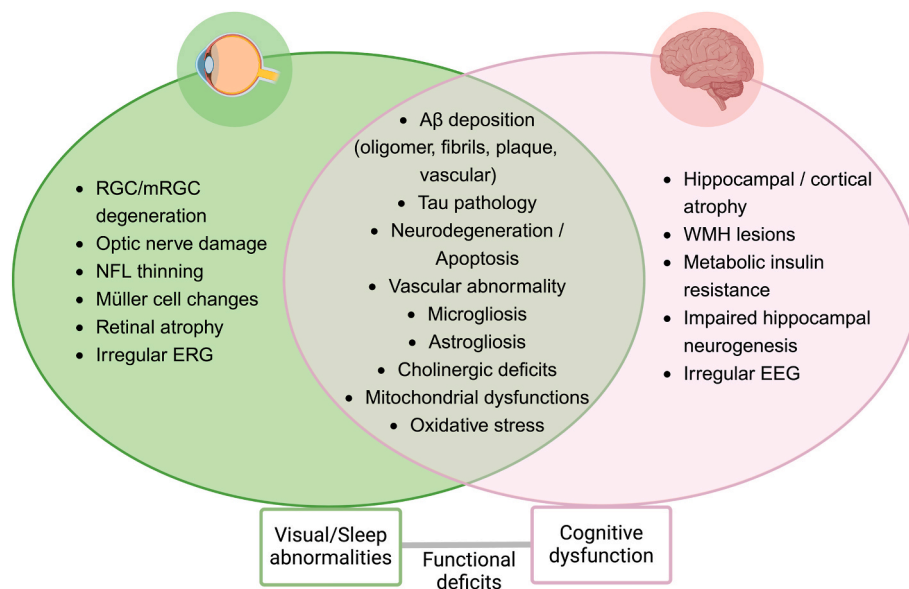 • RGC/mRGC
degeneration
• Optic nerve damage
• NFL thinning
• Müller cell changes
• Retinal atrophy
• Irregular ERG
• Aβ deposition
(oligomer, fibrils, plaque,
vascular)
• Tau pathology
• Neurodegeneration /
Apoptosis
• Vascular abnormality
• Microgliosis
• Astrogliosis
• Cholinergic deficits
• Mitochondrial dysfunctions
• Oxidative stress
• Hippocampal / cortical
atrophy
• WMH lesions
• Metabolic insulin
resistance
• Impaired hippocampal
neurogenesis
• Irregular EEG
Visual/Sleep
abnormalities
Functional
deficits
Cognitive
dysfunction